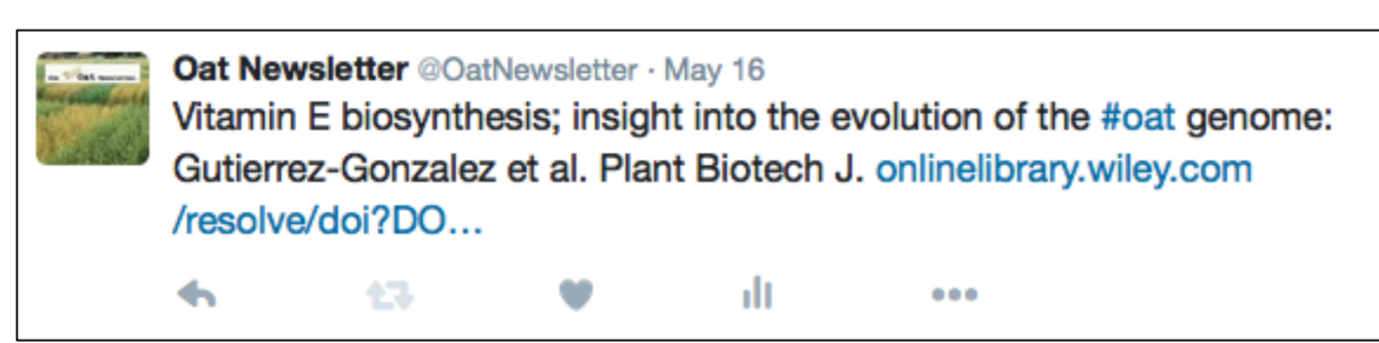 Oat Newsletter @OatNewsletter · May 16
Vitamin E biosynthesis; insight into the evolution of the #oat genome:
Gutierrez-Gonzalez et al. Plant Biotech J. onlinelibrary.wiley.com
/resolve/doi?DO...